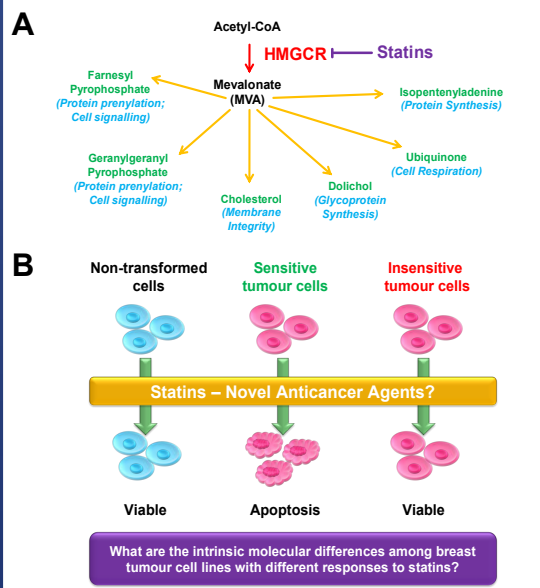 A
Acetyl-CoA
HMGCR
Statins
Mevalonate
(MVA)
Farnesyl
Pyrophosphate
(Protein prenylation;
Cell signalling)
Isopentenyladenine
(Protein Synthesis)
Geranylgeranyl
Pyrophosphate
(Protein prenylation;
Cell signalling)
Cholesterol
(Membrane
Integrity)
Dolichol
(Glycoprotein
Synthesis)
Ubiquinone
(Cell Respiration)
B
Non-transformed
cells
Sensitive
tumour cells
Insensitive
tumour cells
Statins – Novel Anticancer Agents?
Viable
Apoptosis
Viable
What are the intrinsic molecular differences among breast
tumour cell lines with different responses to statins?